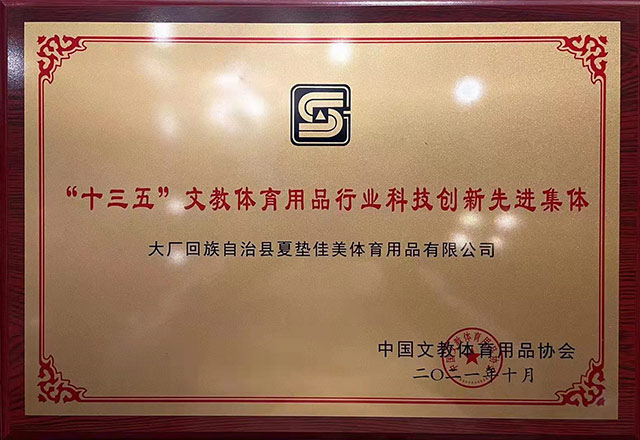 “十三五”文教体育用品行业科技创新先进集体
大厂回族自治县夏垫佳美体育用品有限公司
中国文教体育用品协会
二〇二一年十月